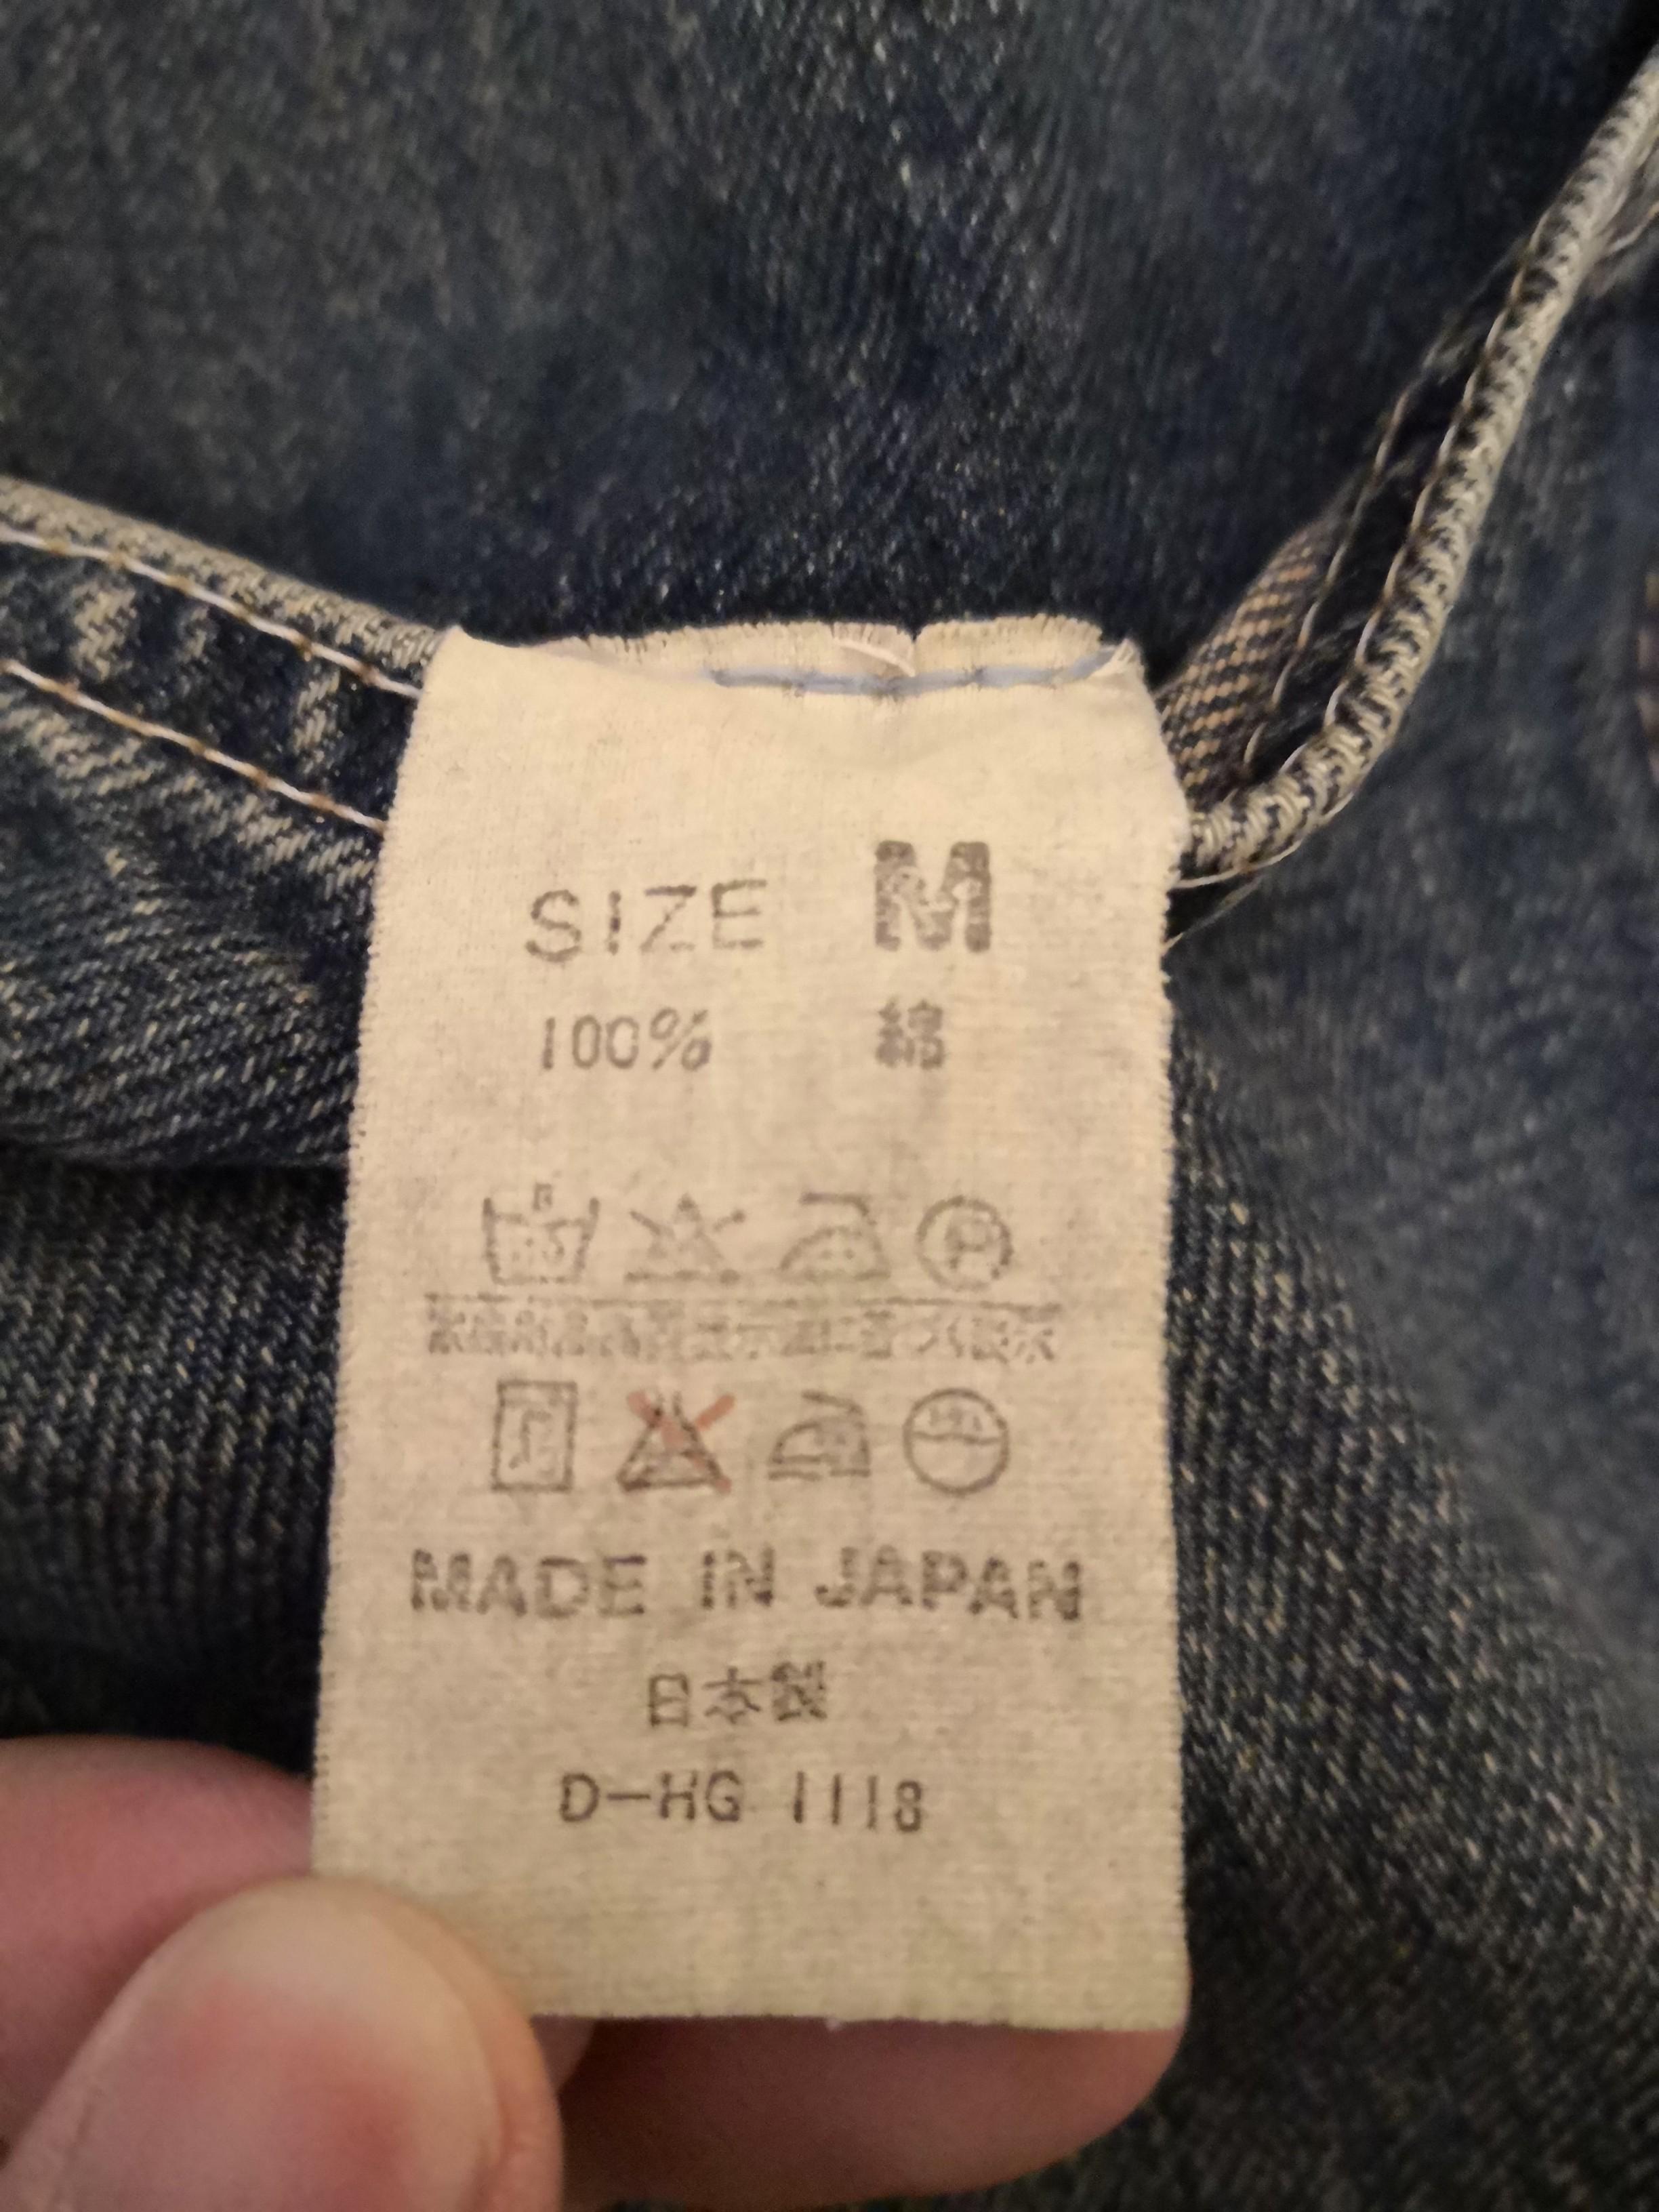 SIZE M
100% 綿
P
MADE IN JAPAN
日本製
D-HG 1118